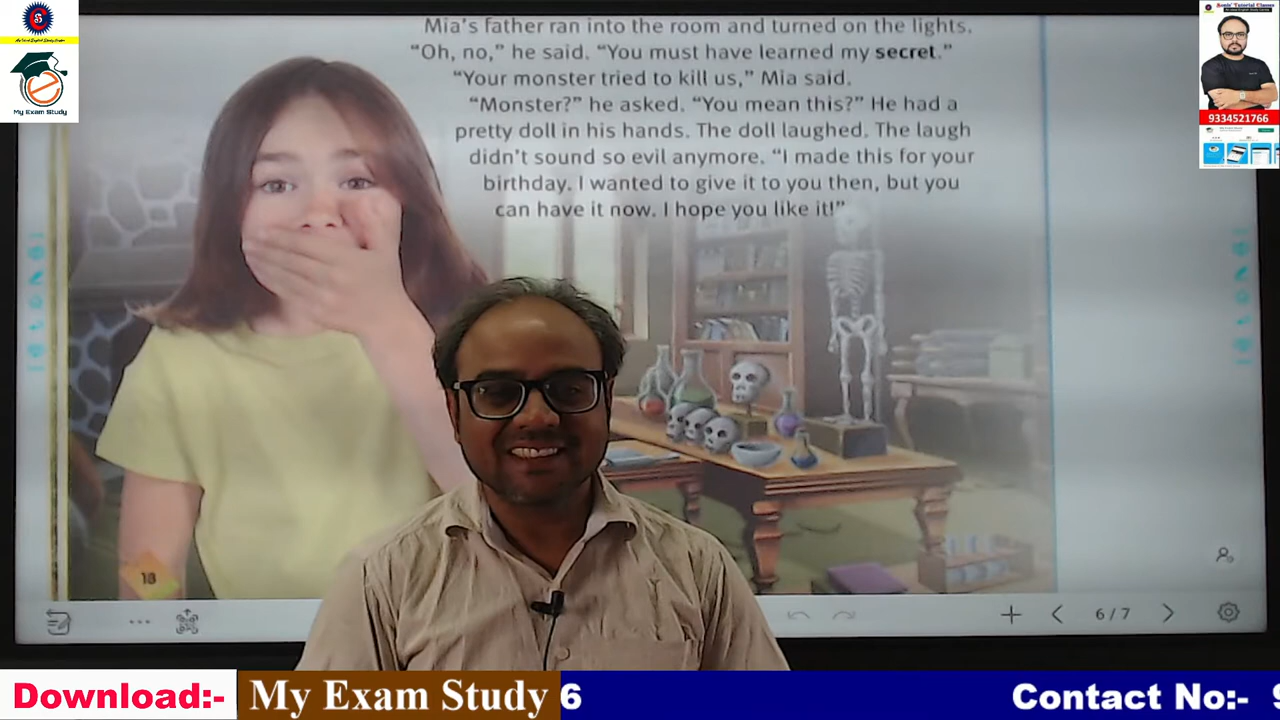 Mia's father ran into the room and turned on the lights.
"Oh, no," he said. "You must have learned my secret."
"Your monster tried to kill us," Mia said.
"Monster?" he asked. "You mean this?" He had a
pretty doll in his hands. The doll laughed. The laugh
didn't sound so evil anymore. "I made this for your
birthday. I wanted to give it to you then, but you
can have it now. I hope you like it!"
My Exam Study
9334521766
18
6/7
Download:-
My Exam Study
6
Contact No:- 9